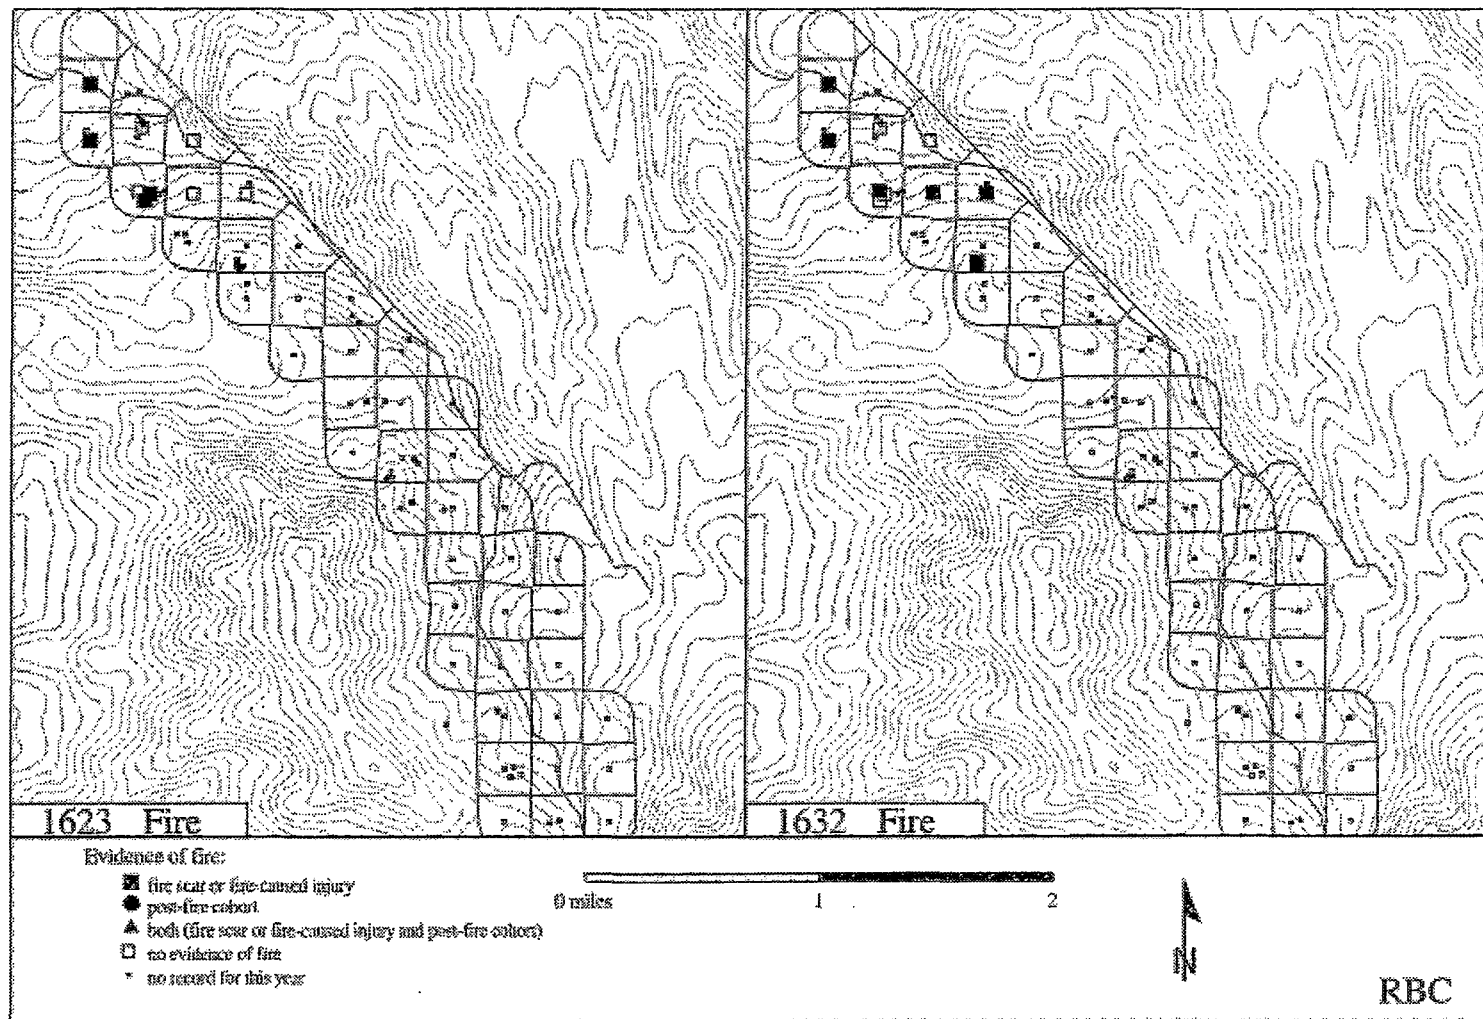 1623 Fire
1632 Fire
Evidence of fire:
fire scar or fire-caused injury
post-fire cohort
both (fire scar or fire-caused injury and post-fire cohort)
no evidence of fire
no record for this year
0 miles 1 2
N
RBC